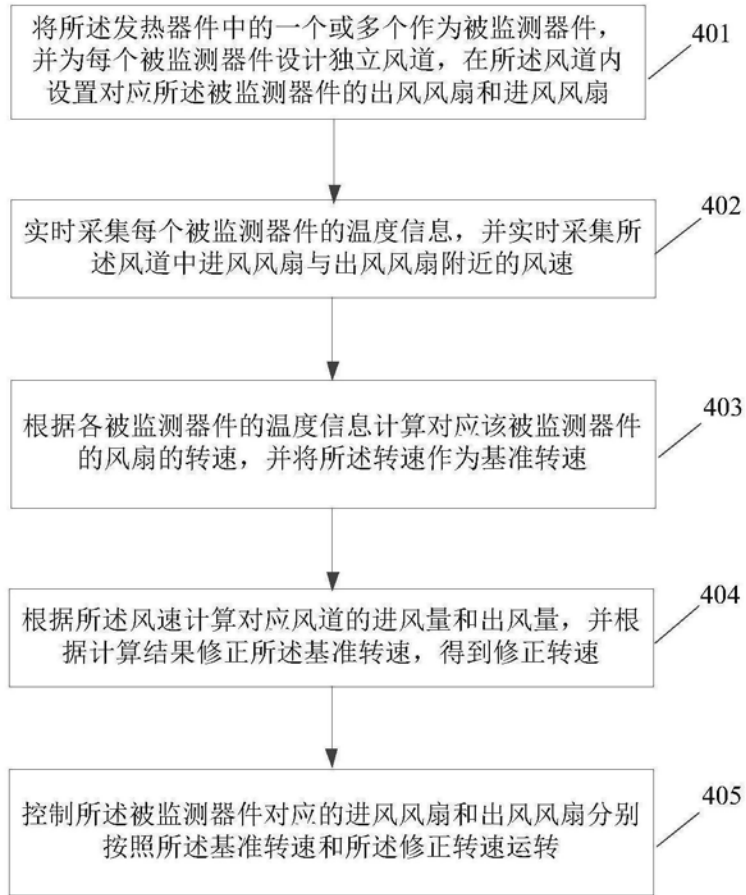 将所述发热器件中的一个或多个作为被监测器件,
并为每个被监测器件设计独立风道，在所述风道内
设置对应所述被监测器件的出风风扇和进风风扇
401
实时采集每个被监测器件的温度信息，并实时采集所
述风道中进风风扇与出风风扇附近的风速
402
根据各被监测器件的温度信息计算对应该被监测器件
的风扇的转速，并将所述转速作为基准转速
403
根据所述风速计算对应风道的进风量和出风量，并根
据计算结果修正所述基准转速，得到修正转速
404
控制所述被监测器件对应的进风风扇和出风风扇分别
按照所述基准转速和所述修正转速运转
405